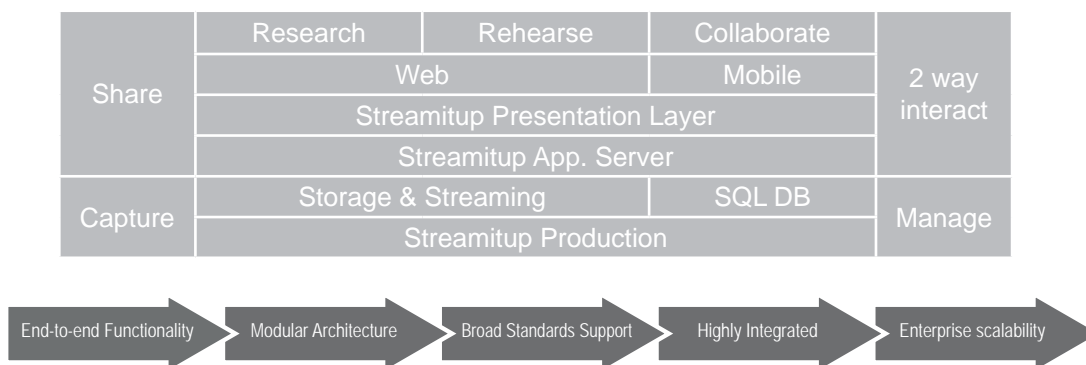 Research Rehearse Collaborate
Web Mobile
Share
2 way
interact
Streamitup Presentation Layer
Streamitup App. Server
Storage & Streaming SQL DB
Capture
Manage
Streamitup Production
End-to-end Functionality Modular Architecture Broad Standards Support Highly Integrated Enterprise scalability